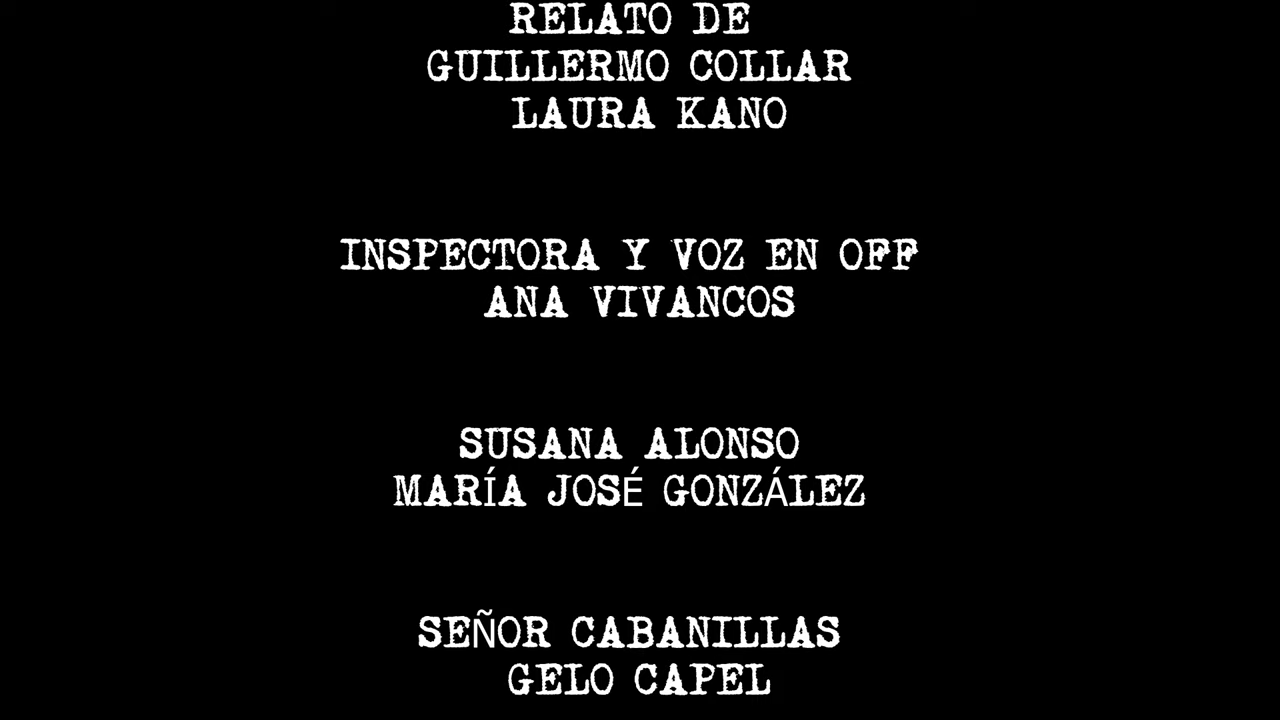 RELATO DE
GUILLERMO COLLAR
LAURA KANO
INSPECTORA Y VOZ EN OFF
ANA VIVANCOS
SUSANA ALONSO
MARÍA JOSÉ GONZÁLEZ
SEÑOR CABANILLAS
GELO CAPEL